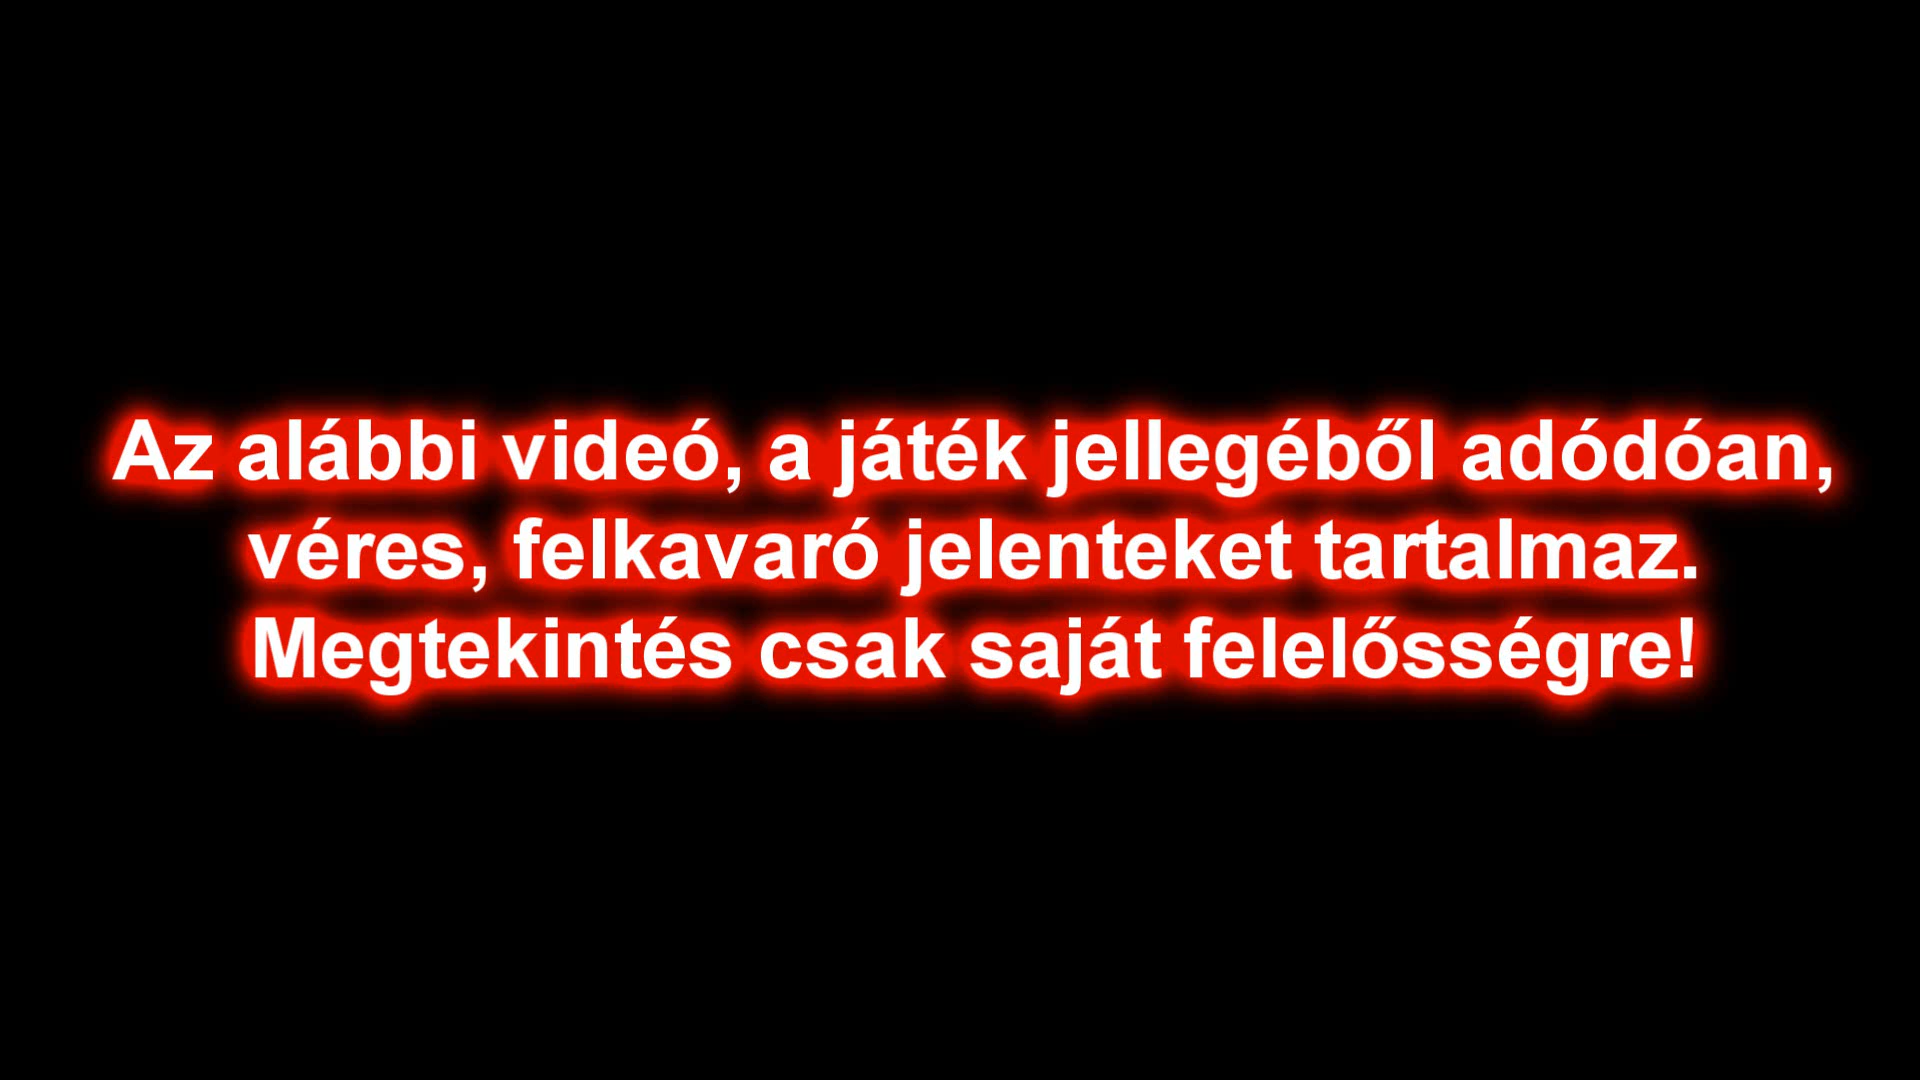 Az alábbi videó, a játék jellegéből adódóan,
véres, felkavaró jelenteket tartalmaz.
Megtekintés csak saját felelősségre!